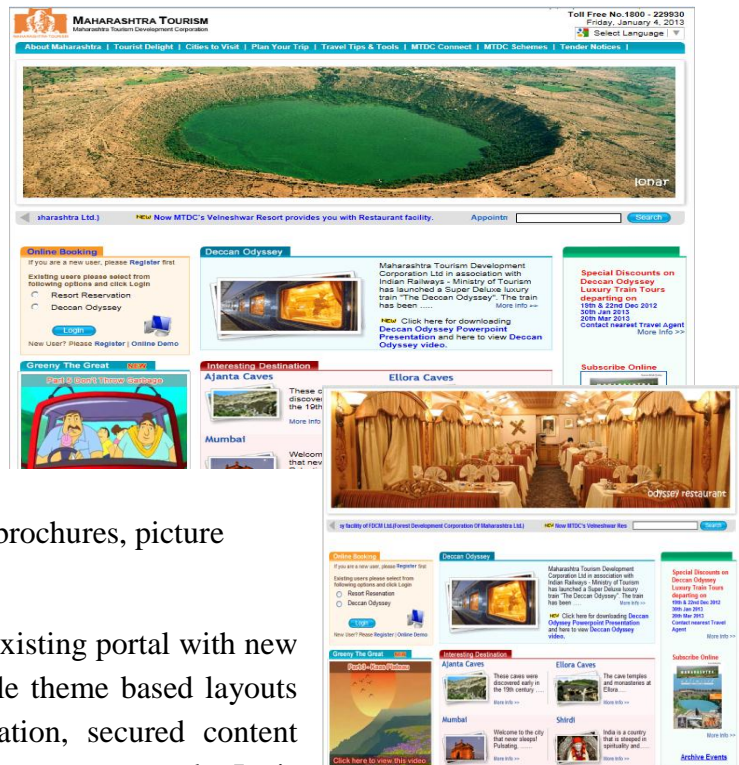 MAHARASHTRA TOURISM
Maharashtra Tourism Development Corporation
Toll Free No.1800 - 229930
Friday, January 4, 2013
Select Language
About Maharashtra | Tourist Delight | Cities to Visit | Plan Your Trip | Travel Tips & Tools | MTDC Connect | MTDC Schemes | Tender Notices |
lonar
aharashtra Ltd.) NEW Now MTDC's Velneshwar Resort provides you with Restaurant facility. Appointn Search
Online Booking
If you are a new user, please Register first
Existing users please select from
following options and click Login
Resort Reservation
Deccan Odyssey
Login
New User? Please Register | Online Demo
Deccan Odyssey
Maharashtra Tourism Development
Corporation Ltd in association with
Indian Railways - Ministry of Tourism
has launched a Super Deluxe luxury
train "The Deccan Odyssey". The train
has been ..... More Info >>
NEW Click here for downloading
Deccan Odyssey Powerpoint
Presentation and here to view Deccan
Odyssey video.
Special Discounts on
Deccan Odyssey
Luxury Train Tours
departing on
19th & 22nd Dec 2012
30th Jan 2013
20th Mar 2013
Contact nearest Travel Agent
More Info >>
Subscribe Online
Greeny The Great NEW
Part-5 Don't Throw Garbage
Interesting Destination
Ajanta Caves
These c
discove
the 19th
More Info
Ellora Caves
Mumbai
Welcom
that nev
odyssey restaurant
ey facility of FDCM Ltd.(Forest Development Corporation Of Maharashtra Ltd.) NEW Now MTDC's Velneshwar Res Search
Online Booking
If you are a new user, please Register first
Existing users please select from
following options and click Login
Resort Reservation
Deccan Odyssey
Login
New User? Please Register | Online Demo
Deccan Odyssey
Maharashtra Tourism Development
Corporation Ltd in association with
Indian Railways - Ministry of Tourism
has launched a Super Deluxe luxury
train "The Deccan Odyssey". The train
has been ..... More Info >>
NEW Click here for downloading Deccan
Odyssey Powerpoint Presentation
and here to view Deccan Odyssey
video.
Special Discounts on
Deccan Odyssey
Luxury Train Tours
departing on
19th & 22nd Dec 2012
30th Jan 2013
20th Mar 2013
Contact nearest Travel
Agent
More Info >>
Subscribe Online
More Info >>
Archive Events
Greeny The Great NEW
Part-3 - Kaas Plateau
Click here to view this video
Interesting Destination
Ajanta Caves
These caves were
discovered early in
the 19th century .....
More Info >>
Ellora Caves
The cave temples
and monasteries at
Ellora.....
More Info >>
Mumbai
Welcome to the city
that never sleeps!
Pulsating........
More Info >>
Shirdi
India is a country
that is steeped in
spirituality and.....
More Info >>
brochures, picture
xisting portal with new
le theme based layouts
ation, secured content